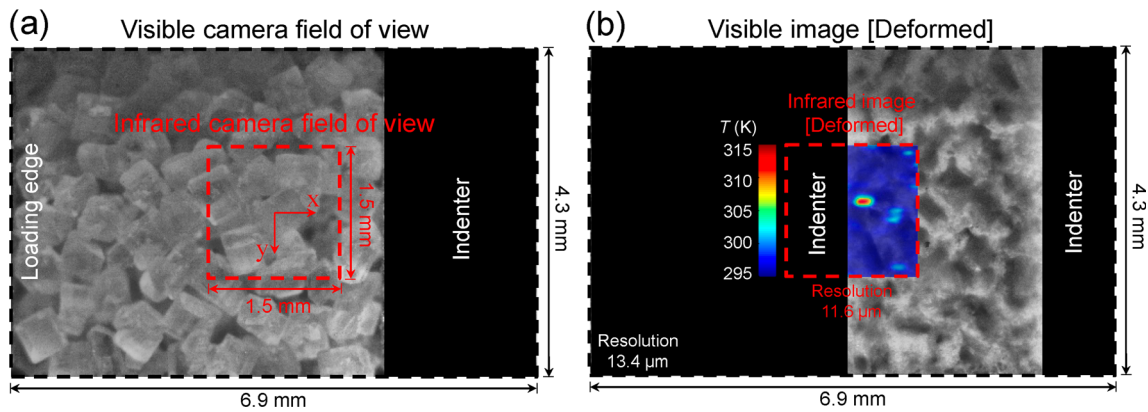 (a)
Visible camera field of view
Infrared camera field of view
Loading edge
x
y
1.5 mm
1.5 mm
Indenter
4.3 mm
6.9 mm
(b)
Visible image [Deformed]
Infrared image
[Deformed]
T (K)
315
310
305
300
295
Indenter
Indenter
Resolution
11.6 µm
Resolution
13.4 µm
4.3 mm
6.9 mm